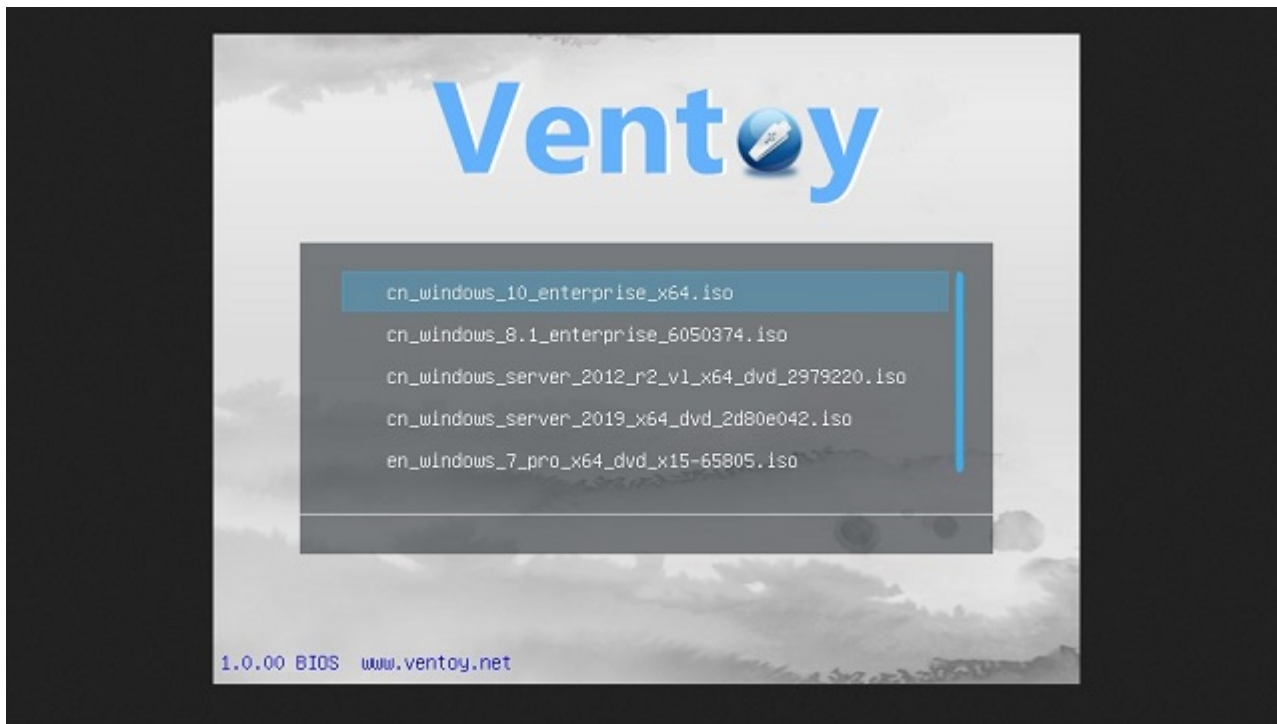 Ventoy
cn_windows_10_enterprise_x64.iso
cn_windows_8.1_enterprise_6050374.iso
cn_windows_server_2012_r2_vl_x64_dvd_2979220.iso
cn_windows_server_2019_x64_dvd_2d80e042.iso
en_windows_7_pro_x64_dvd_x15-65805.iso
1.0.00 BIOS www.ventoy.net